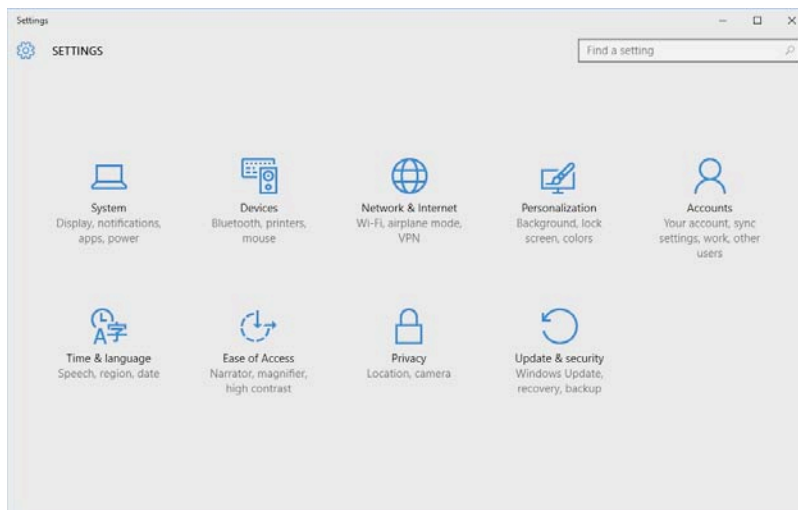 Settings
SETTINGS
Find a setting
System
Display, notifications,
apps, power
Devices
Bluetooth, printers,
mouse
Network & Internet
Wi-Fi, airplane mode,
VPN
Personalization
Background, lock
screen, colors
Accounts
Your account, sync
settings, work, other
users
A字
Time & language
Speech, region, date
Ease of Access
Narrator, magnifier,
high contrast
Privacy
Location, camera
Update & security
Windows Update,
recovery, backup